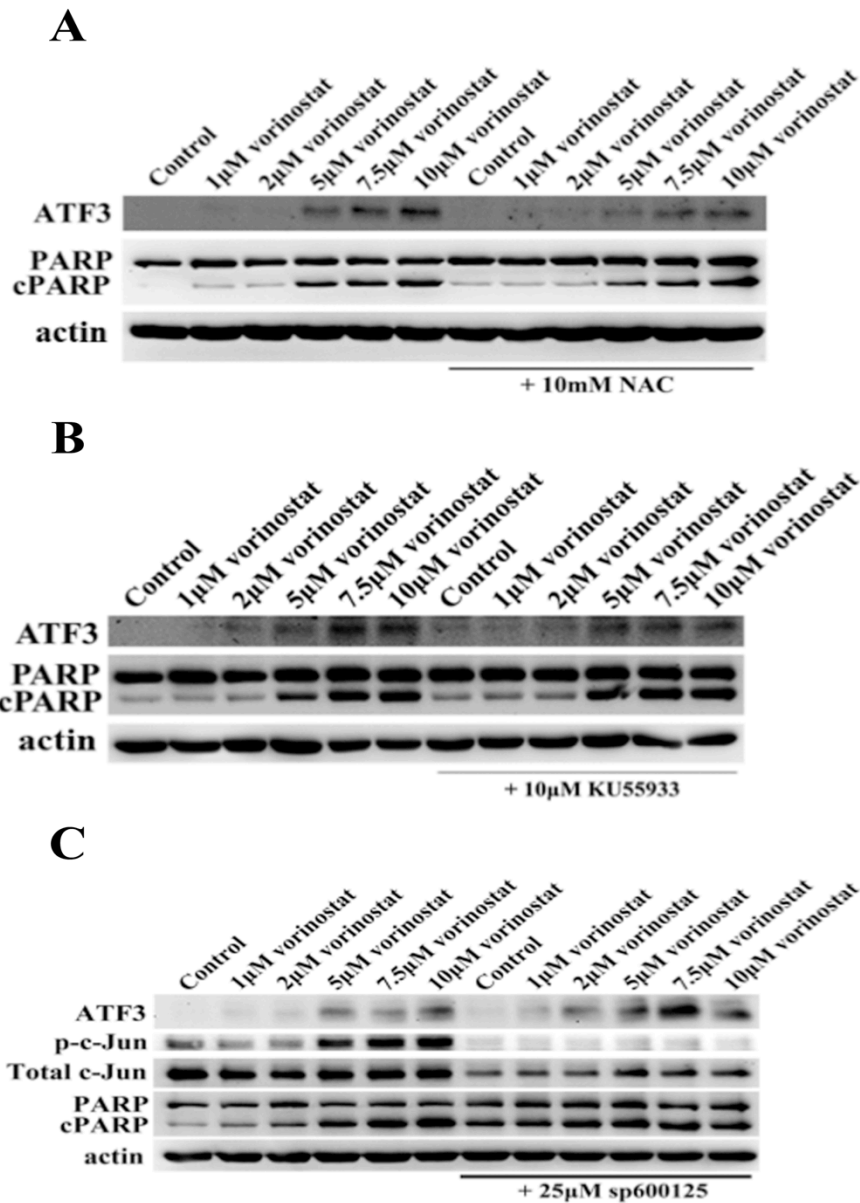 A
Control 1µM vorinostat 2µM vorinostat 5µM vorinostat 7.5µM vorinostat 10µM vorinostat Control 1µM vorinostat 2µM vorinostat 5µM vorinostat 7.5µM vorinostat 10µM vorinostat
ATF3
PARP
cPARP
actin
+ 10mM NAC
B
Control 1µM vorinostat 2µM vorinostat 5µM vorinostat 7.5µM vorinostat 10µM vorinostat Control 1µM vorinostat 2µM vorinostat 5µM vorinostat 7.5µM vorinostat 10µM vorinostat
ATF3
PARP
cPARP
actin
+ 10µM KU55933
C
Control 1µM vorinostat 2µM vorinostat 5µM vorinostat 7.5µM vorinostat 10µM vorinostat Control 1µM vorinostat 2µM vorinostat 5µM vorinostat 7.5µM vorinostat 10µM vorinostat
ATF3
p-c-Jun
Total c-Jun
PARP
cPARP
actin
+ 25µM sp600125